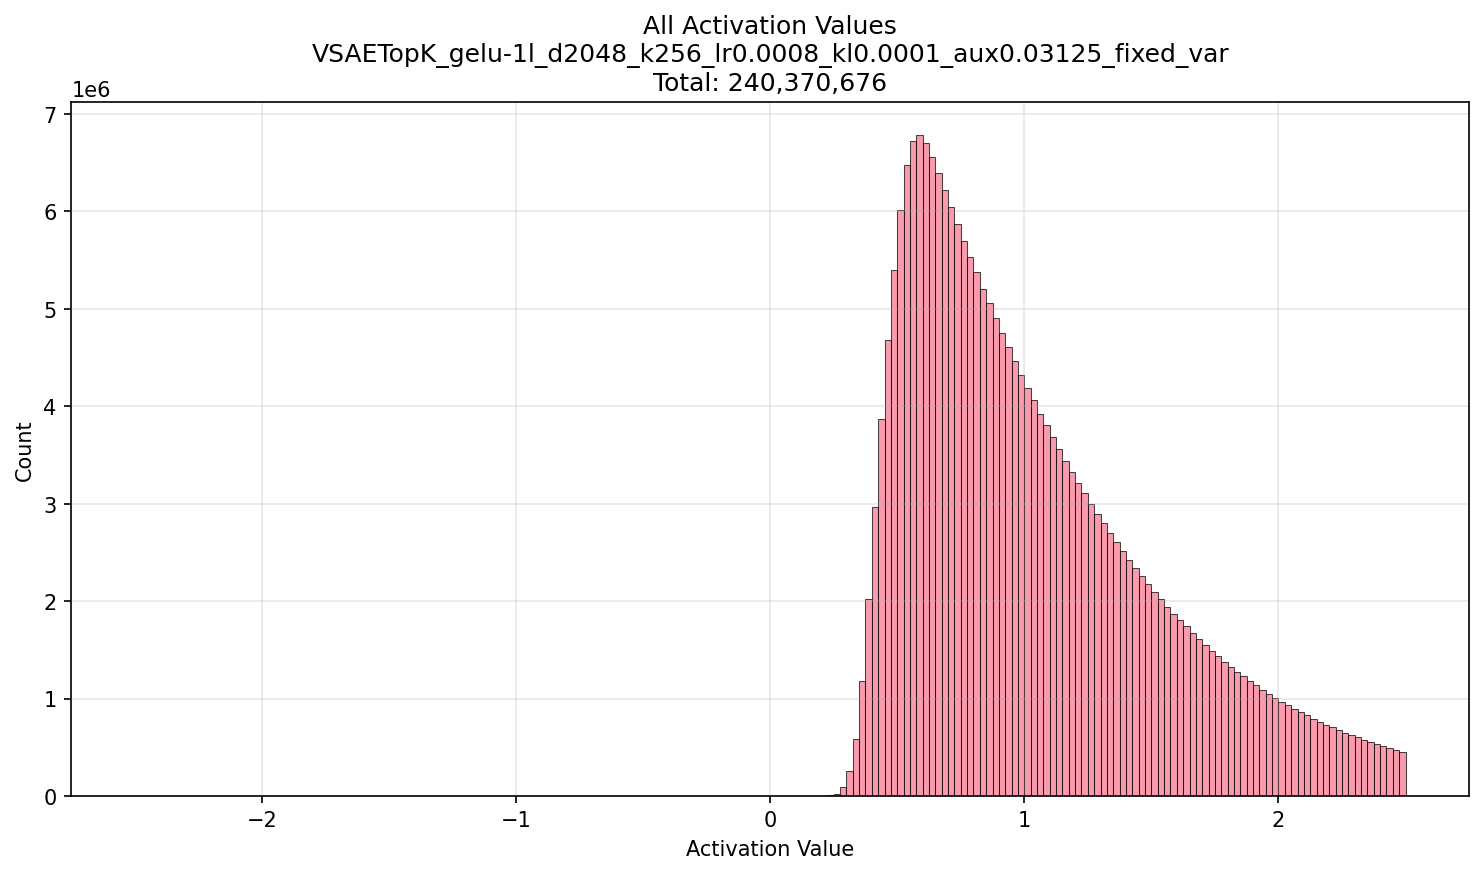 All Activation Values
VSAETopK_gelu-1l_d2048_k256_lr0.0008_kl0.0001_aux0.03125_fixed_var
Total: 240,370,676
1e6
7
6
5
4
3
2
1
0
Count
−2
−1
0
1
2
Activation Value